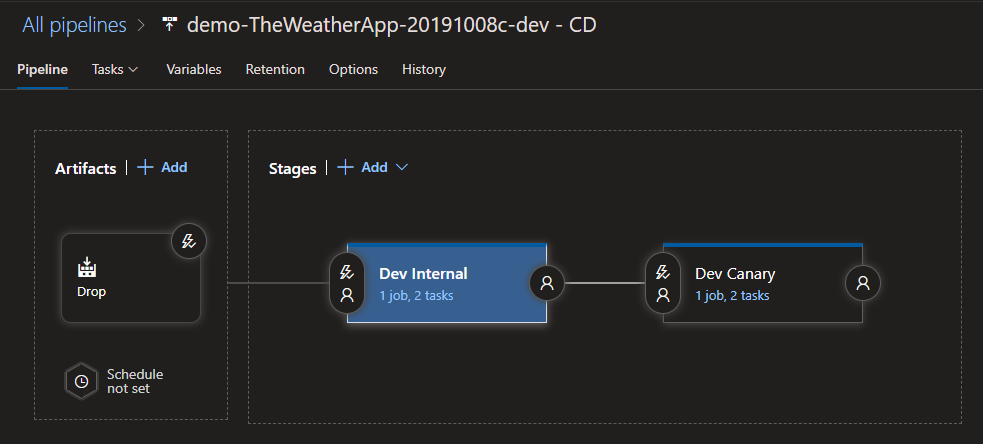 All pipelines > demo-TheWeatherApp-20191008c-dev - CD
Pipeline Tasks Variables Retention Options History
Artifacts | + Add
Stages | + Add
Drop
Dev Internal
1 job, 2 tasks
Dev Canary
1 job, 2 tasks
Schedule
not set